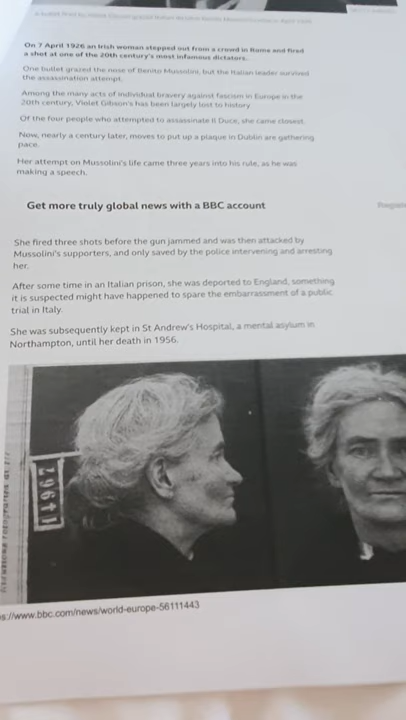 On 7 April 1926 an Irish woman stepped out from a crowd in Rome and fired
a shot at one of the 20th century's most infamous dictators.
One bullet grazed the nose of Benito Mussolini, but the Italian leader survived
the assassination attempt.
Among the many acts of individual bravery against fascism in Europe in the
20th century, Violet Gibson's has been largely lost to history.
Of the four people who attempted to assassinate Il Duce, she came closest.
Now, nearly a century later, moves to put up a plaque in Dublin are gathering
pace.
Her attempt on Mussolini's life came three years into his rule, as he was
making a speech.
Get more truly global news with a BBC account
She fired three shots before the gun jammed and was then attacked by
Mussolini's supporters, and only saved by the police intervening and arresting
her.
After some time in an Italian prison, she was deported to England, something
it is suspected might have happened to spare the embarrassment of a public
trial in Italy.
She was subsequently kept in St Andrew's Hospital, a mental asylum in
Northampton, until her death in 1956.
14967
s://www.bbc.com/news/world-europe-56111443